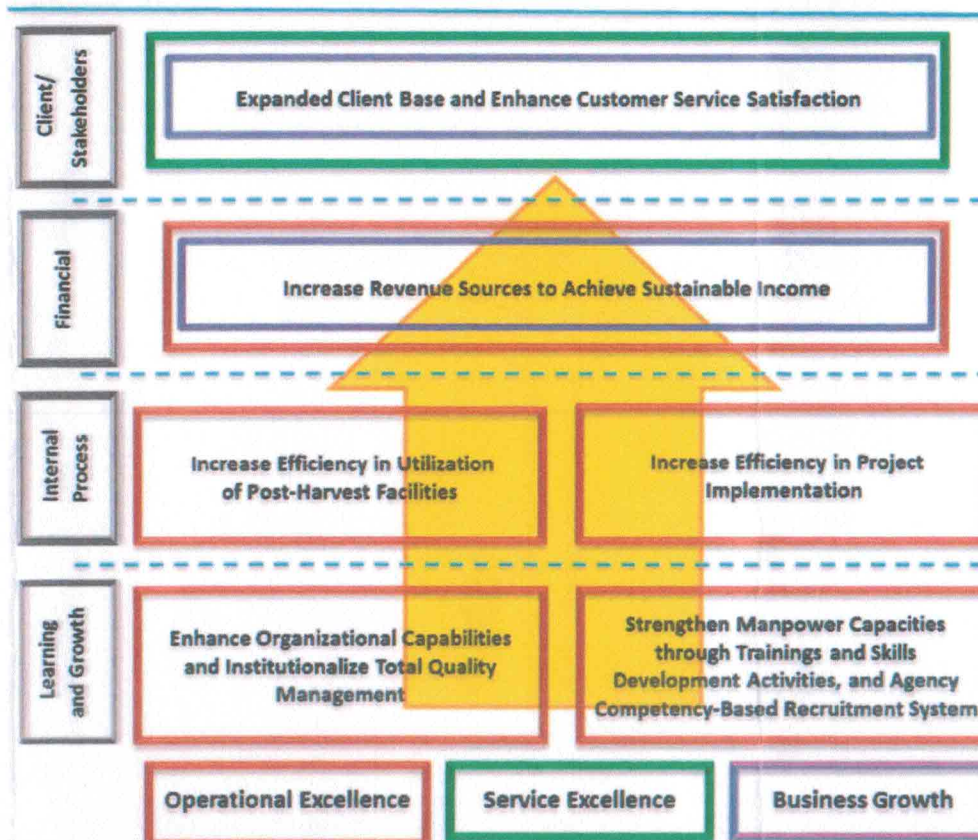 Client/
Stakeholders
Expanded Client Base and Enhance Customer Service Satisfaction
Financial
Increase Revenue Sources to Achieve Sustainable Income
Internal
Process
Increase Efficiency in Utilization
of Post-Harvest Facilities
Increase Efficiency in Project
Implementation
Learning
and Growth
Enhance Organizational Capabilities
and Institutionalize Total Quality
Management
Strengthen Manpower Capacities
through Trainings and Skills
Development Activities, and Agency
Competency-Based Recruitment System
Operational Excellence
Service Excellence
Business Growth